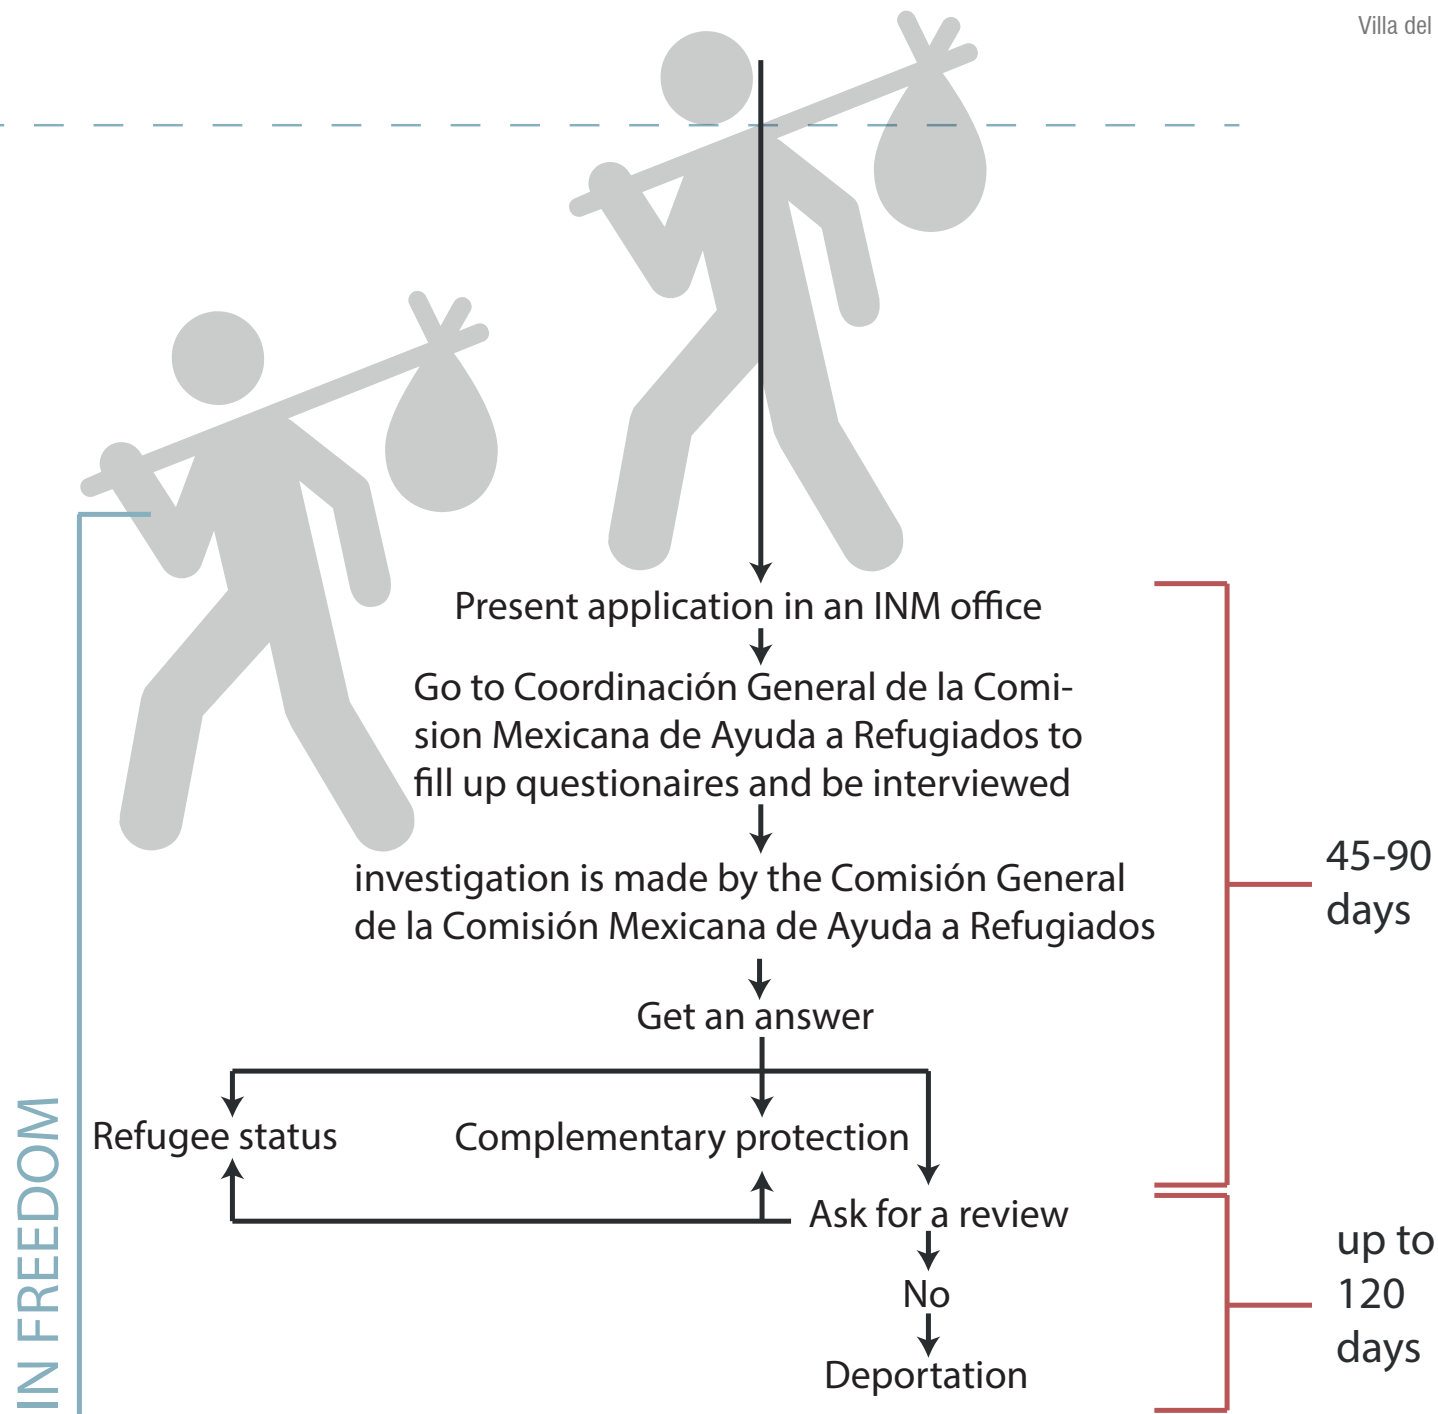 Villa del
Present application in an INM office
Go to Coordinación General de la Comi-
sion Mexicana de Ayuda a Refugiados to
fill up questionaires and be interviewed
investigation is made by the Comisión General
de la Comisión Mexicana de Ayuda a Refugiados
45-90
days
Get an answer
Refugee status
Complementary protection
Ask for a review
No
Deportation
up to
120
days
IN FREEDOM